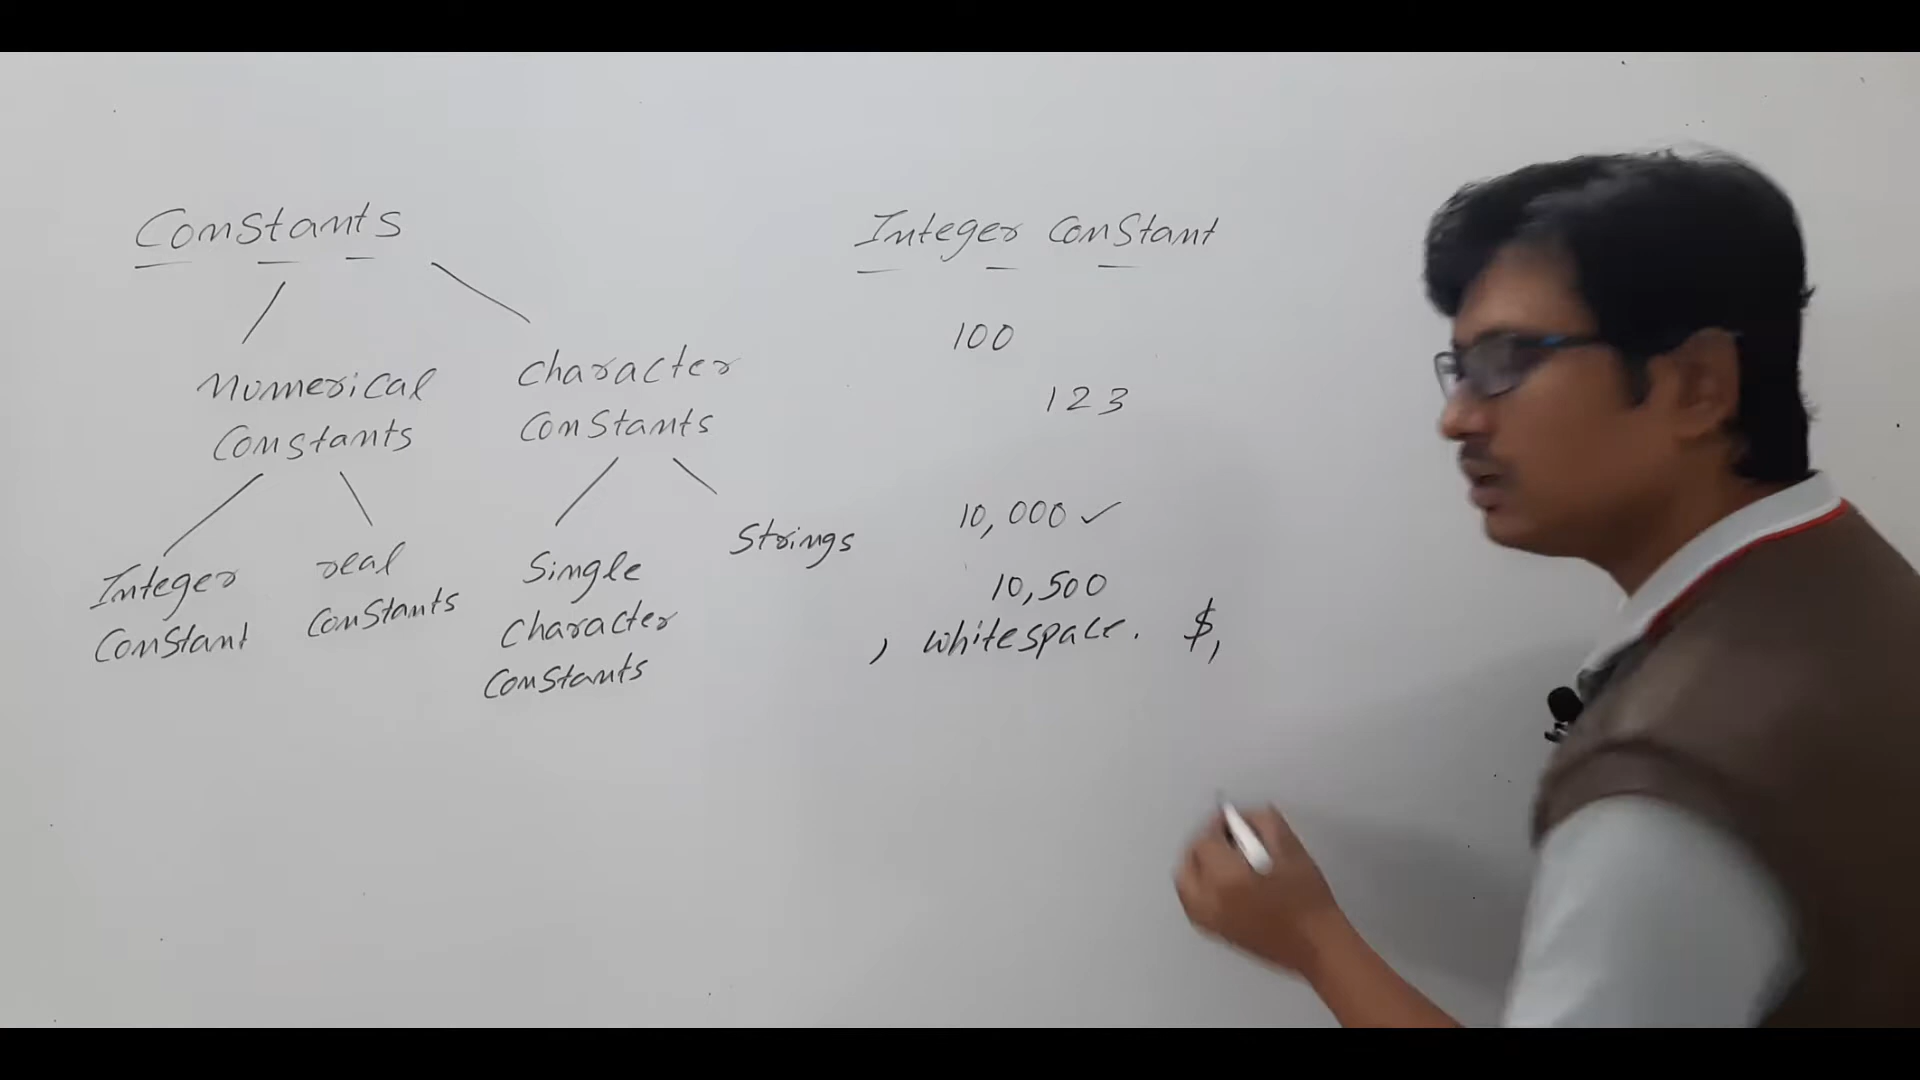 Constants
Numerical
Constants
Character
Constants
Integer
Constant
real
Constants
Single
Character
Constants
Strings
Integer Constant
100
123
10,000 ✓
10,500
, whitespace. $,